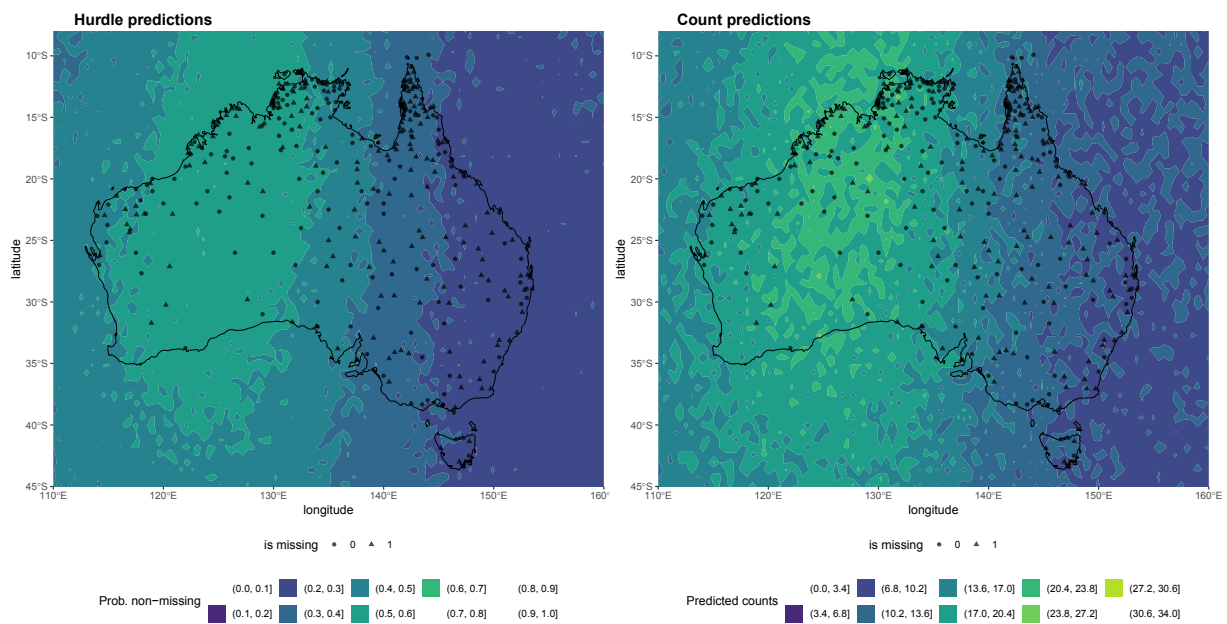 Hurdle predictions
Count predictions
10°S
15°S
20°S
25°S
30°S
35°S
40°S
45°S
latitude
110°E 120°E 130°E 140°E 150°E 160°
longitude
10°S
15°S
20°S
25°S
30°S
35°S
40°S
45°S
latitude
110°E 120°E 130°E 140°E 150°E 160°E
longitude
is missing 0 1
is missing 0 1
Prob. non-missing
(0.0, 0.1] (0.2, 0.3] (0.4, 0.5] (0.6, 0.7] (0.8, 0.9]
(0.1, 0.2] (0.3, 0.4] (0.5, 0.6] (0.7, 0.8] (0.9, 1.0]
Predicted counts
(0.0, 3.4] (6.8, 10.2] (13.6, 17.0] (20.4, 23.8] (27.2, 30.6]
(3.4, 6.8] (10.2, 13.6] (17.0, 20.4] (23.8, 27.2] (30.6, 34.0]